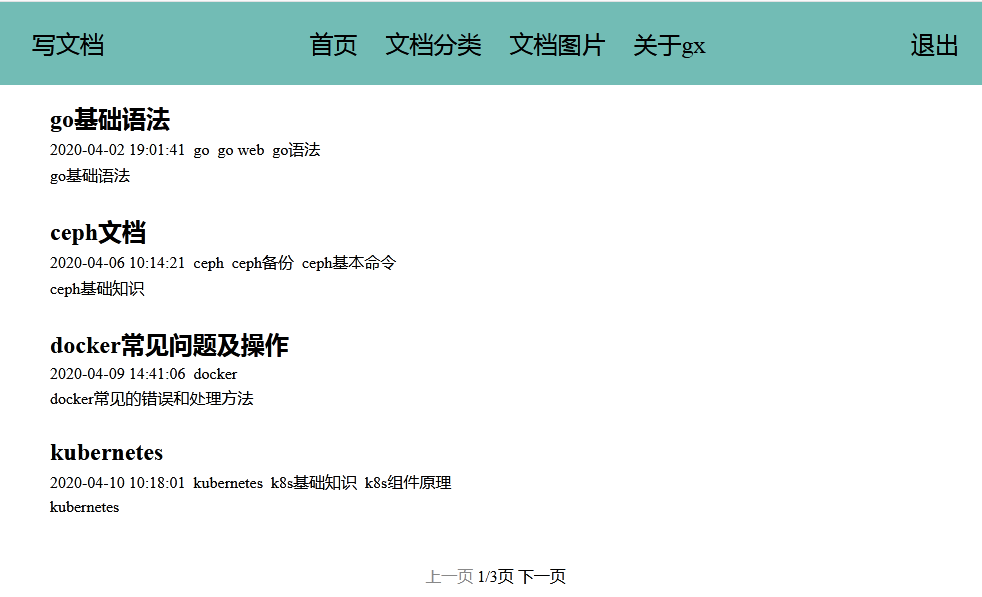 写文档 首页 文档分类 文档图片 关于gx 退出
go基础语法
2020-04-02 19:01:41 go go web go语法
go基础语法
ceph文档
2020-04-06 10:14:21 ceph ceph备份 ceph基本命令
ceph基础知识
docker常见问题及操作
2020-04-09 14:41:06 docker
docker常见的错误和处理方法
kubernetes
2020-04-10 10:18:01 kubernetes k8s基础知识 k8s组件原理
kubernetes
上一页 1/3页 下一页